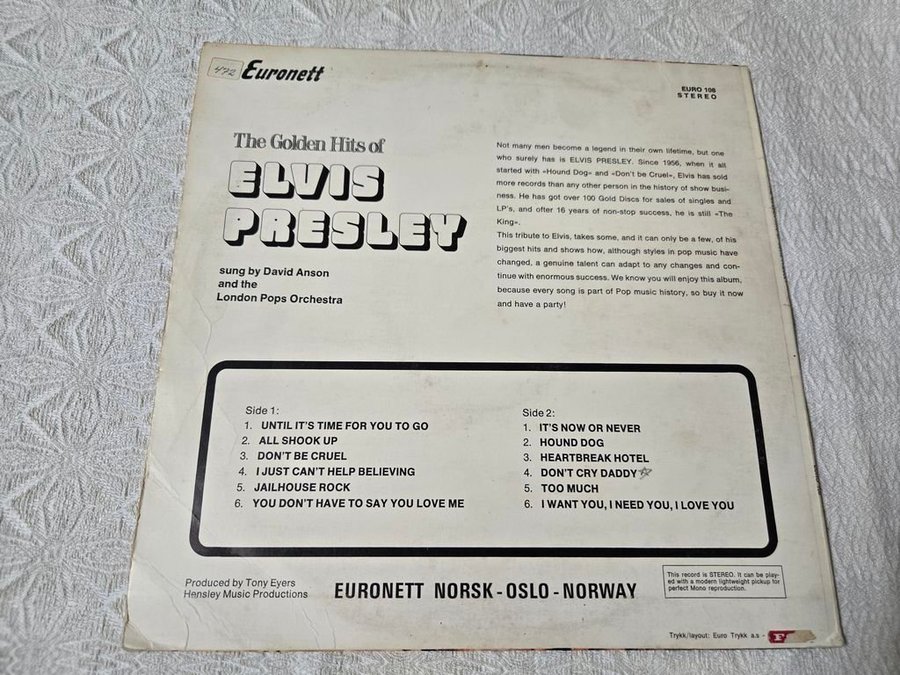 472
Euronett
EURO 108
STEREO
The Golden Hits of
ELVIS
PRESLEY
sung by David Anson
and the
London Pops Orchestra
Not many men become a legend in their own lifetime, but one
who surely has is ELVIS PRESLEY. Since 1956, when it all
started with «Hound Dog» and «Don't be Cruel», Elvis has sold
more records than any other person in the history of show busi-
ness. He has got over 100 Gold Discs for sales of singles and
LP's, and ofter 16 years of non-stop success, he is still «The
King».
This tribute to Elvis, takes some, and it can only be a few, of his
biggest hits and shows how, although styles in pop music have
changed, a genuine talent can adapt to any changes and con-
tinue with enormous success. We know you will enjoy this album,
because every song is part of Pop music history, so buy it now
and have a party!
Side 1:
1. UNTIL IT'S TIME FOR YOU TO GO
2. ALL SHOOK UP
3. DON'T BE CRUEL
4. I JUST CAN'T HELP BELIEVING
5. JAILHOUSE ROCK
6. YOU DON'T HAVE TO SAY YOU LOVE ME
Side 2:
1. IT'S NOW OR NEVER
2. HOUND DOG
3. HEARTBREAK HOTEL
4. DON'T CRY DADDY
5. TOO MUCH
6. I WANT YOU, I NEED YOU, I LOVE YOU
Produced by Tony Eyers
Hensley Music Productions
EURONETT NORSK - OSLO - NORWAY
This record is STEREO. It can be play-
ed with a modern lightweight pickup for
perfect Mono reproduction.
Trykk/layout: Euro Trykk a.s - F